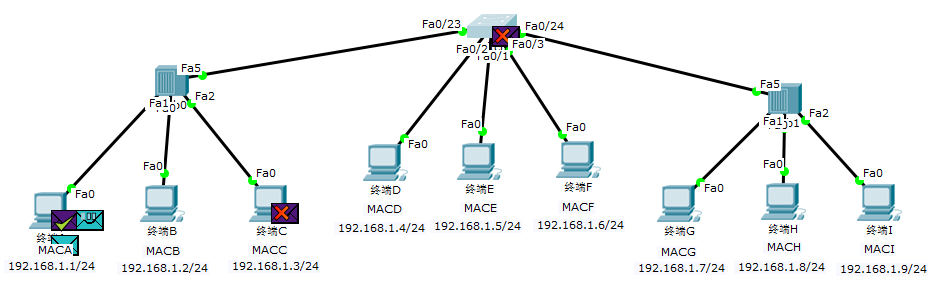 Fa0/23
Fa0/24
Fa0/2
Fa0/3
Fa0/1
Fa5
Fa2
Fa1
Fa5
Fa2
Fa1
Fa0
Fa0
Fa0
Fa0
Fa0
Fa0
Fa0
Fa0
Fa0
终端B
终端C
终端D
终端E
终端F
终端G
终端H
终端I
MACA
MACB
MACC
MACD
MACE
MACF
MACG
MACH
MACI
192.168.1.1/24
192.168.1.2/24
192.168.1.3/24
192.168.1.4/24
192.168.1.5/24
192.168.1.6/24
192.168.1.7/24
192.168.1.8/24
192.168.1.9/24